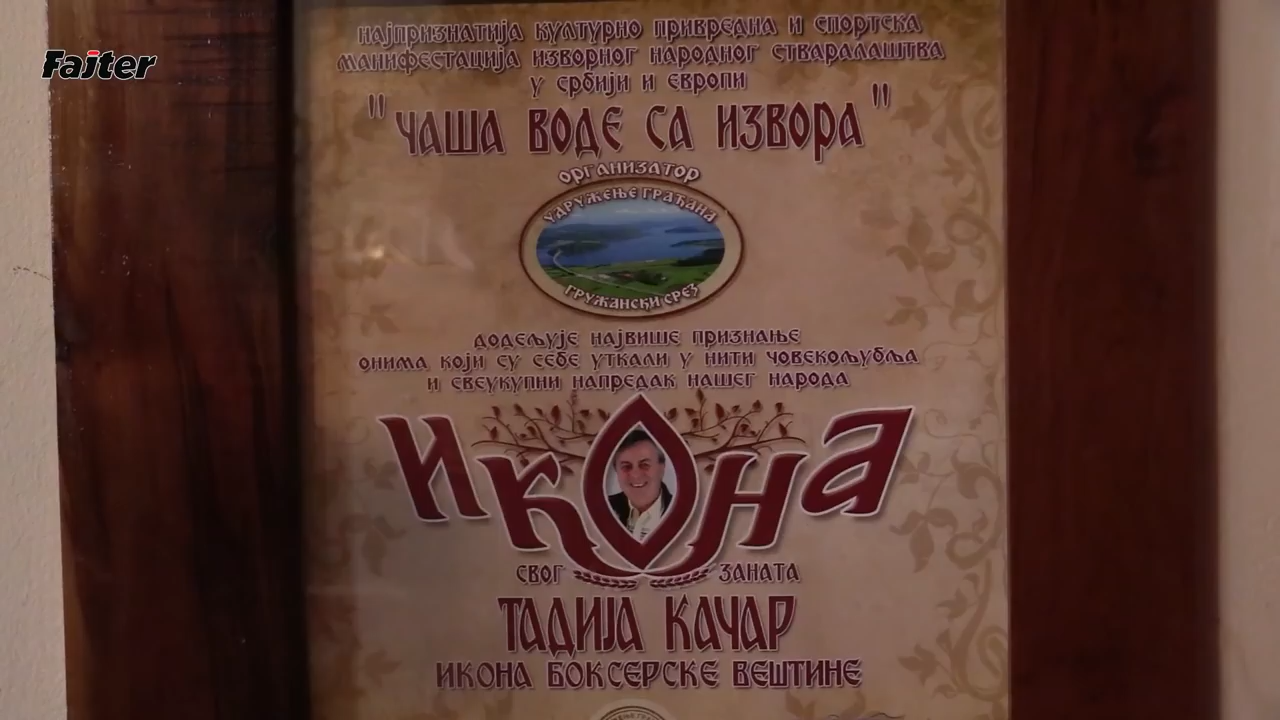 Fajter
НАЈПРИЗНАТИЈА КУЛТУРНО ПРИВРЕДНА И СПОРТСКА
МАНИФЕСТАЦИЈА ИЗВОРНОГ НАРОДНОГ СТВАРАЛАШТВА
У СРБИЈИ И ЕВРОПИ
"ЧАША ВОДЕ СА ИЗВОРА"
ОРГАНИЗАТОР
УДРУЖЕЊЕ ГРАЂАНА
ГРУЖАНСКИ СРЕЗ
ДОДЕЉУЈЕ НАЈВИШЕ ПРИЗНАЊЕ
ОНИМА КОЈИ СУ СЕБЕ УТКАЛИ У НИТИ ЧОВЕКОЉУБЉА
И СВЕУКУПНИ НАПРЕДАК НАШЕГ НАРОДА
ИКОНА
СВОГ ЗАНАТА
ТАДИЈА КАЧАР
ИКОНА БОКСЕРСКЕ ВЕШТИНЕ